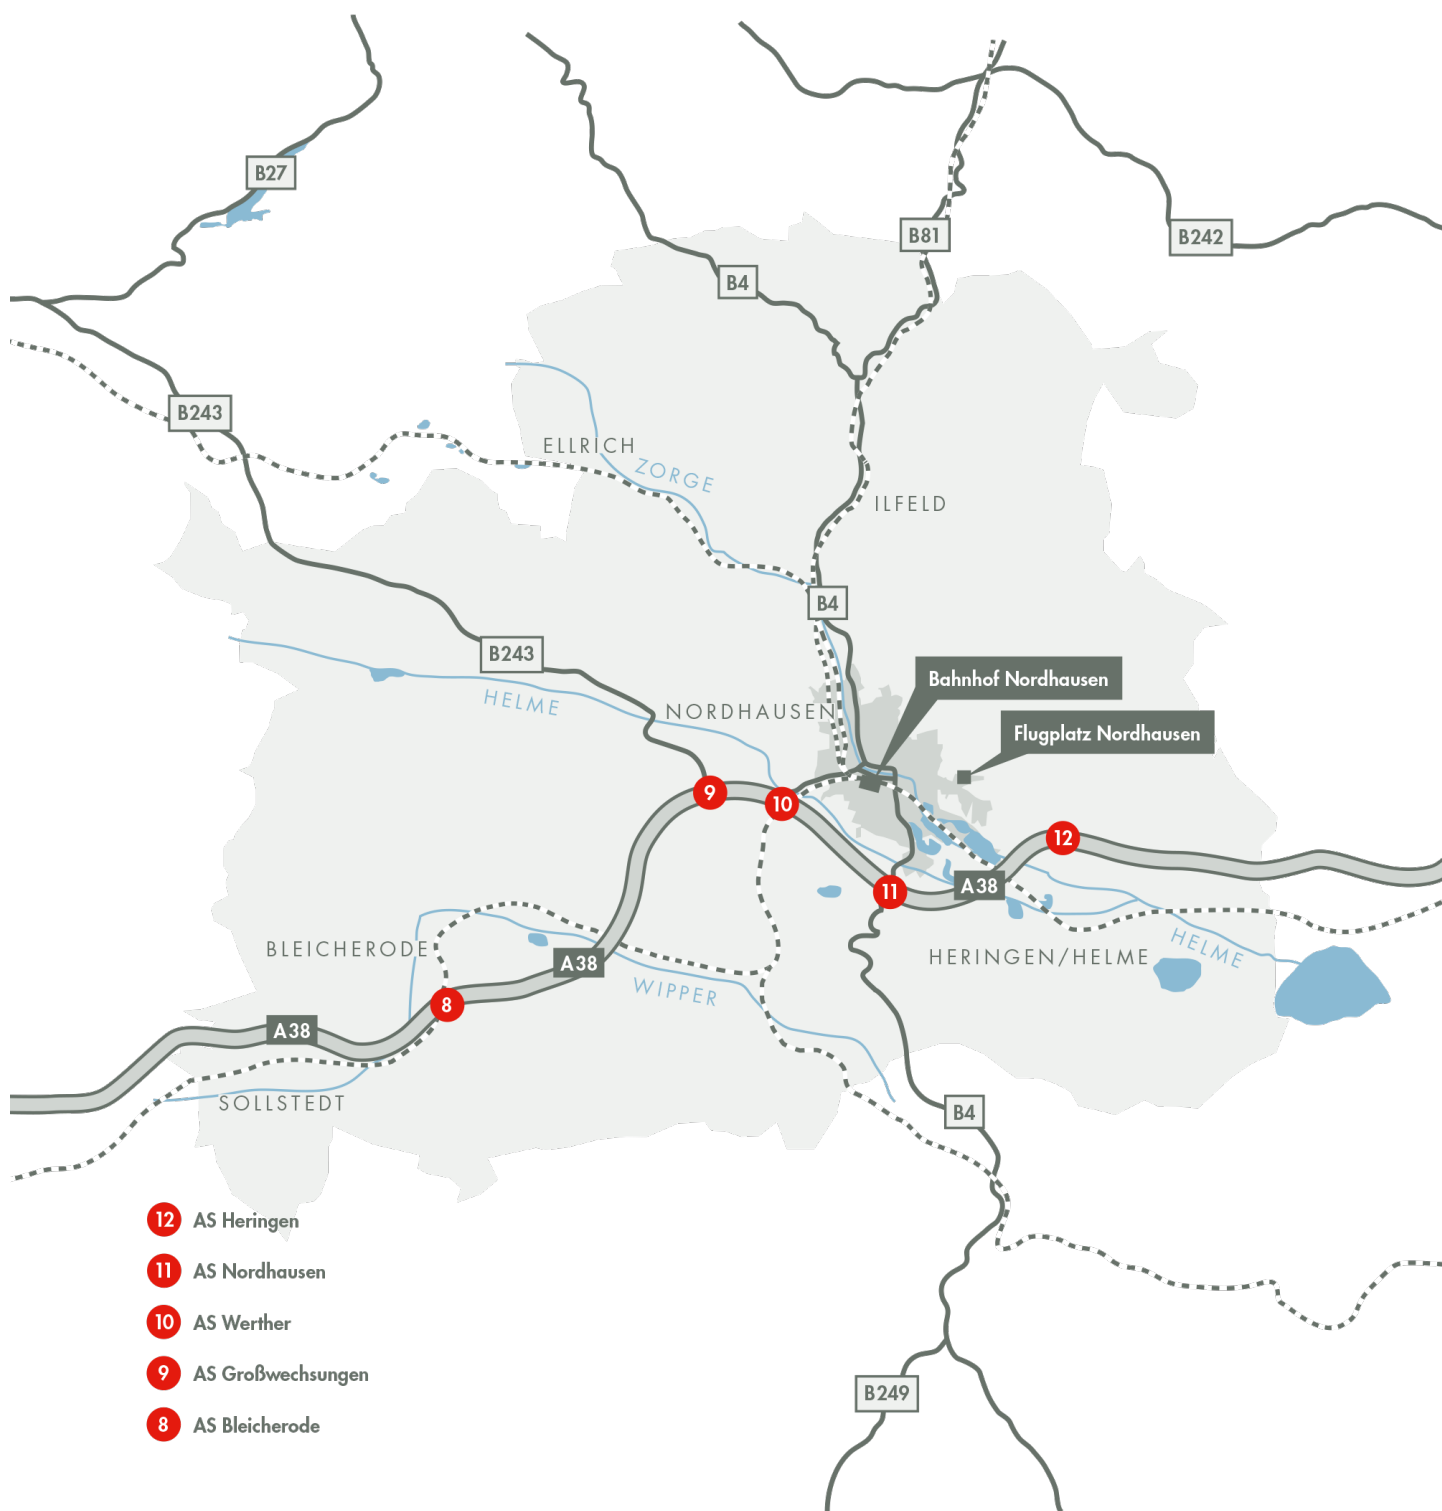 B27
B81
B242
B4
B243
ELLRICH
ZORGE
ILFELD
B4
B243
Bahnhof Nordhausen
HELME
NORDHAUSEN
Flugplatz Nordhausen
9
10
12
11
A38
BLEICHERODE
A38
HERINGEN/HELME
HELME
WIPPER
8
A38
SOLLSTEDT
B4
12 AS Heringen
11 AS Nordhausen
10 AS Werther
9 AS Großwechsungen
8 AS Bleicherode
B249